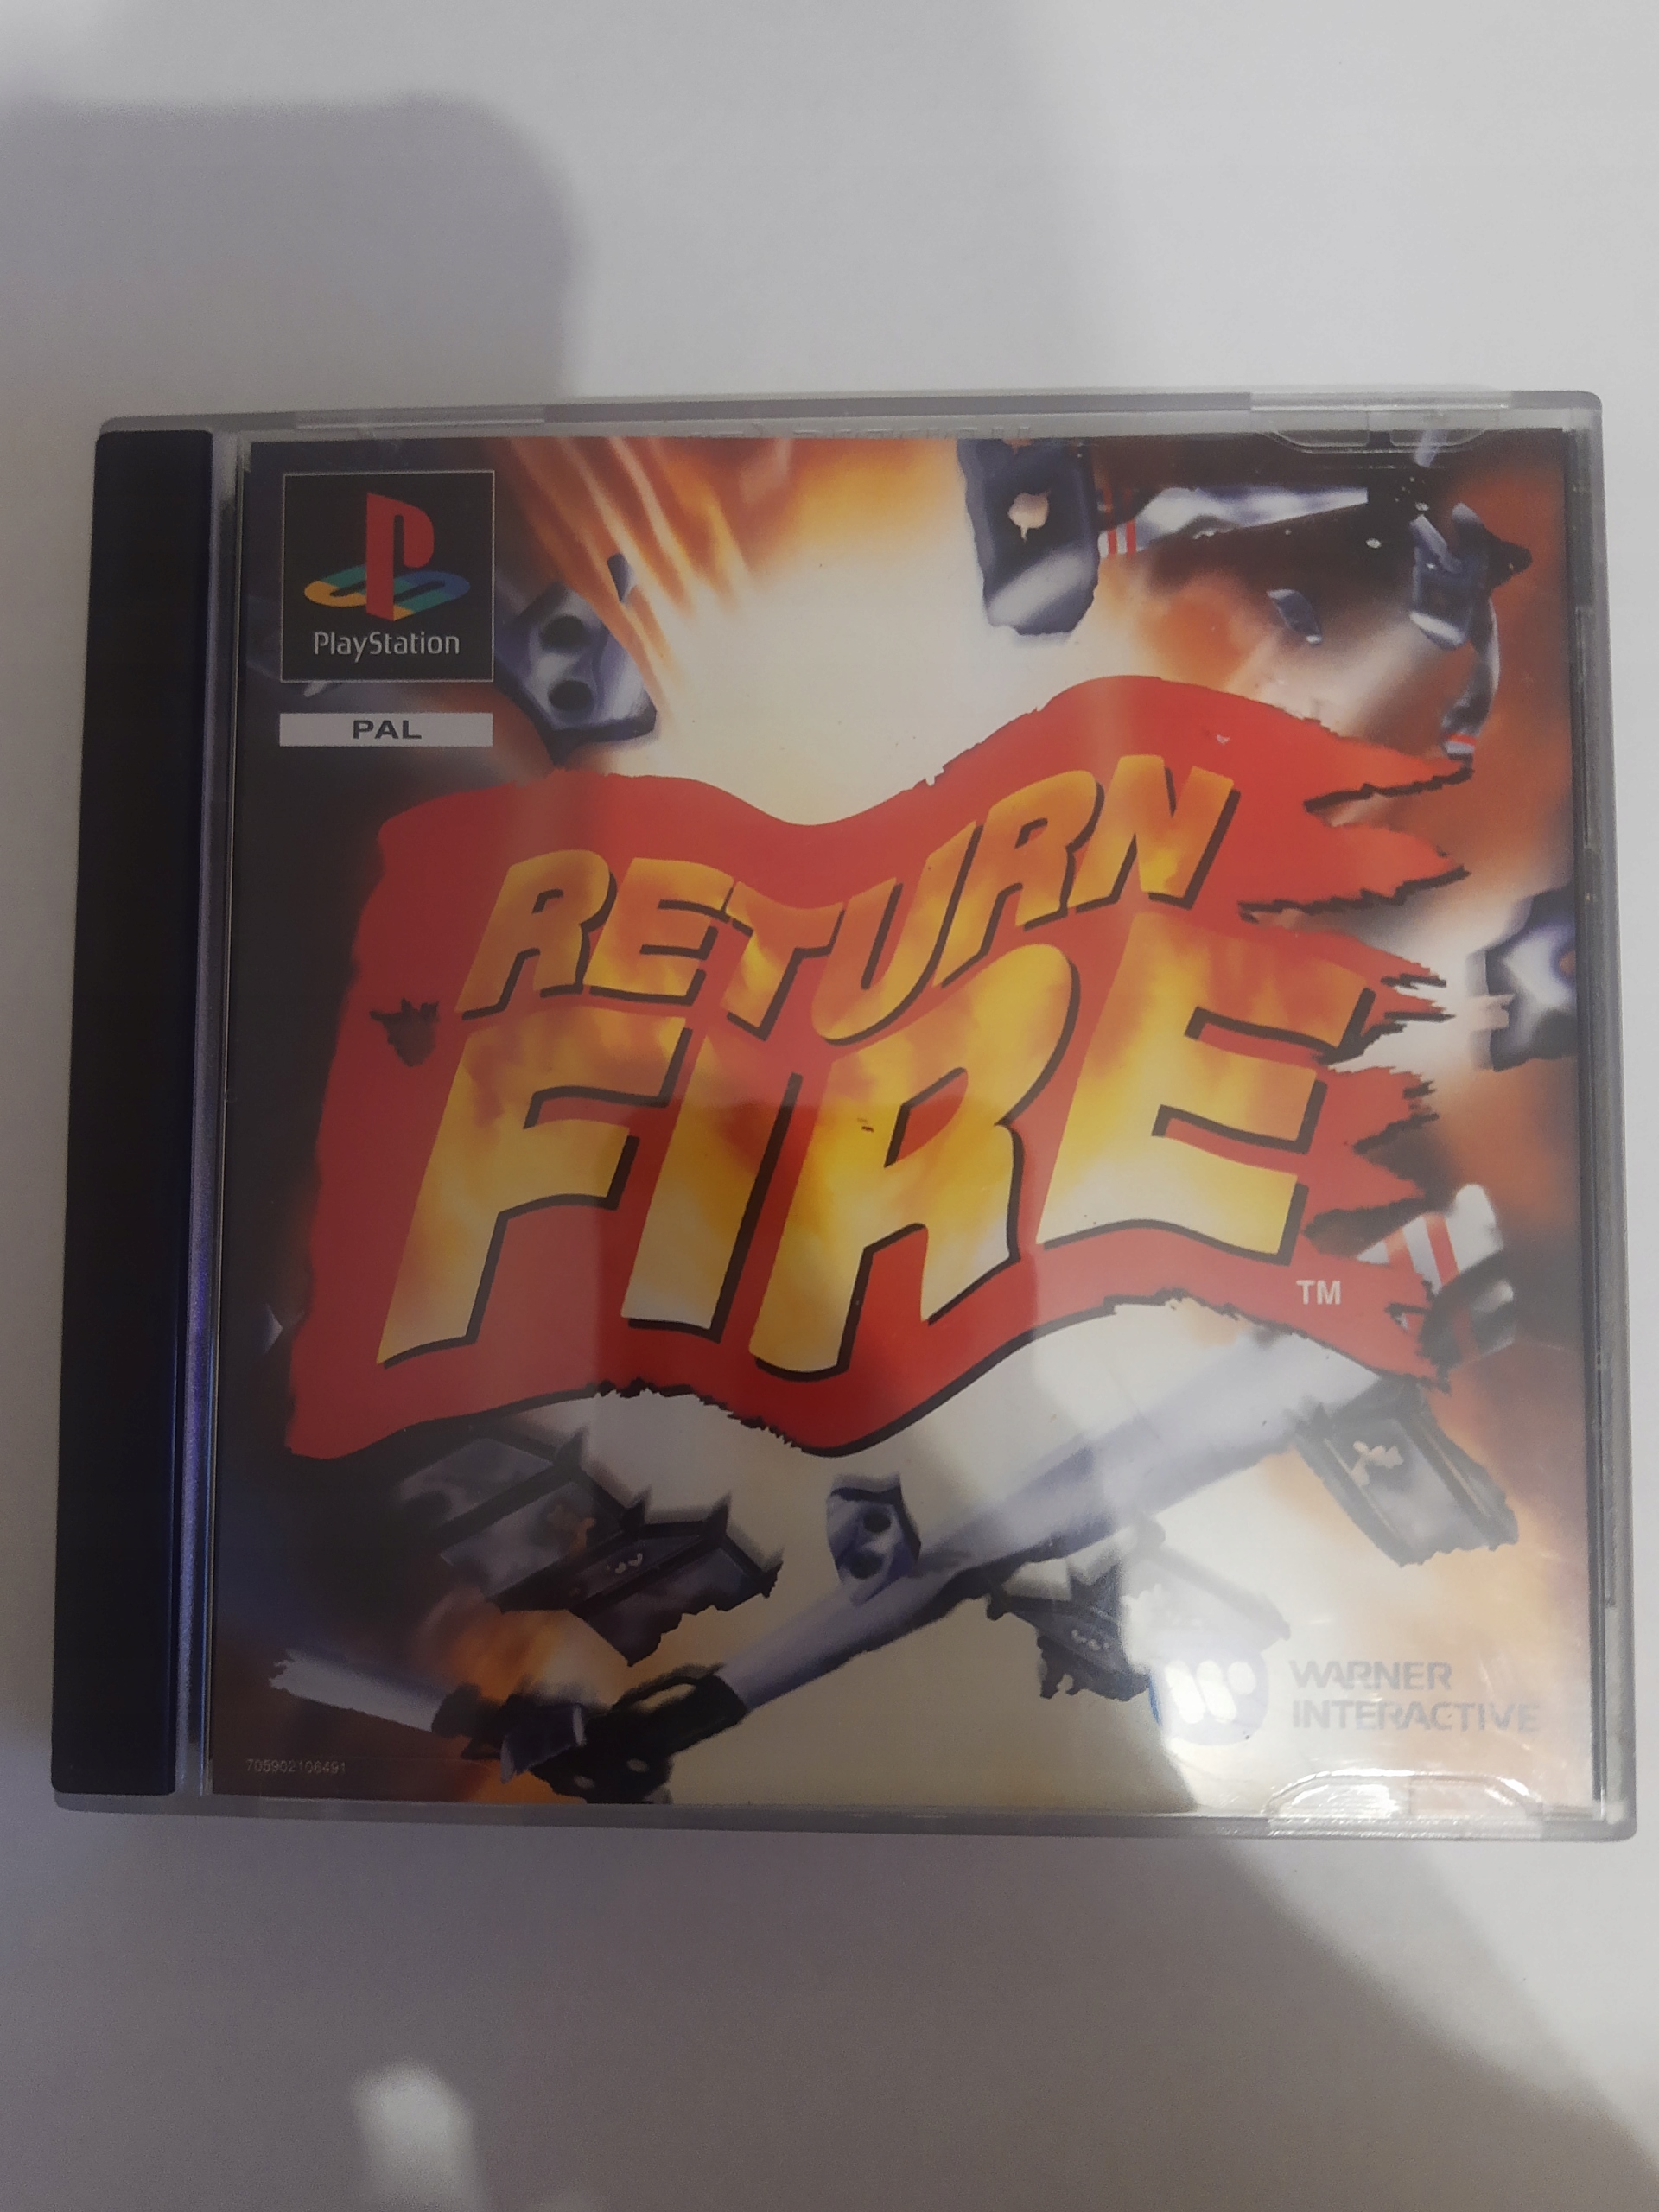 PlayStation
PAL
RETURN
FIRE
TM
WARNER
INTERACTIVE
705902106491